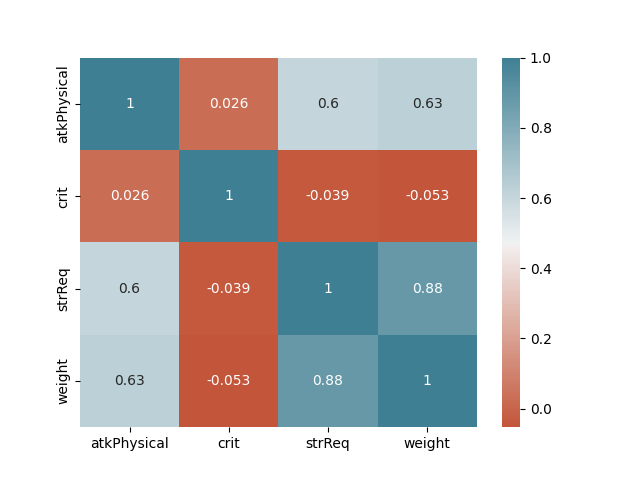 atkPhysical 1 0.026 0.6 0.63
crit 0.026 1 -0.039 -0.053
strReq 0.6 -0.039 1 0.88
weight 0.63 -0.053 0.88 1
atkPhysical crit strReq weight
1.0
0.8
0.6
0.4
0.2
0.0